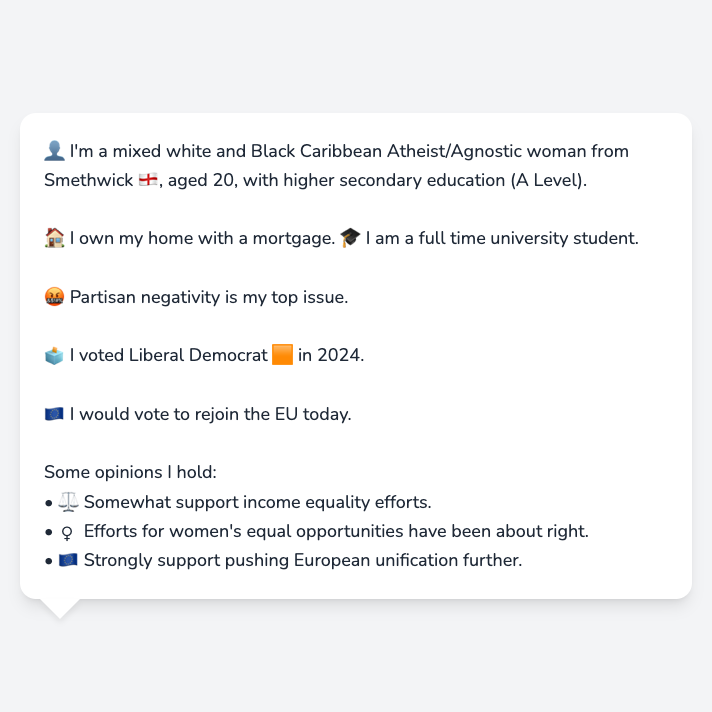 👤 I'm a mixed white and Black Caribbean Atheist/Agnostic woman from
Smethwick 🏴󠁧󠁢󠁥󠁮󠁧󠁿, aged 20, with higher secondary education (A Level).
🏠 I own my home with a mortgage. 🎓 I am a full time university student.
🤬 Partisan negativity is my top issue.
🗳️ I voted Liberal Democrat 🟧 in 2024.
🇪🇺 I would vote to rejoin the EU today.
Some opinions I hold:
• ⚖️ Somewhat support income equality efforts.
• ♀️ Efforts for women's equal opportunities have been about right.
• 🇪🇺 Strongly support pushing European unification further.